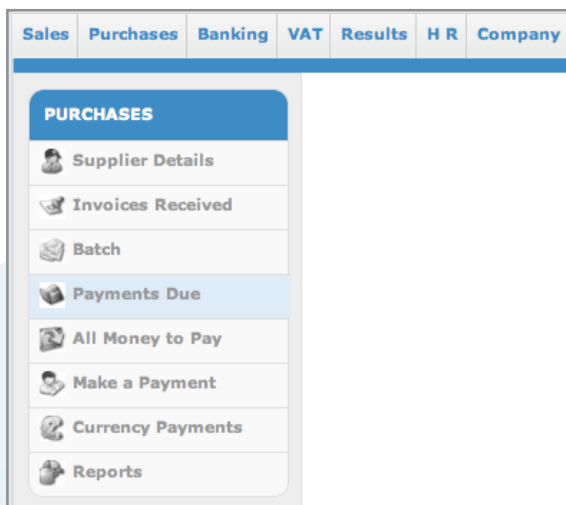 Sales Purchases Banking VAT Results H R Company
PURCHASES
Supplier Details
Invoices Received
Batch
Payments Due
All Money to Pay
Make a Payment
Currency Payments
Reports